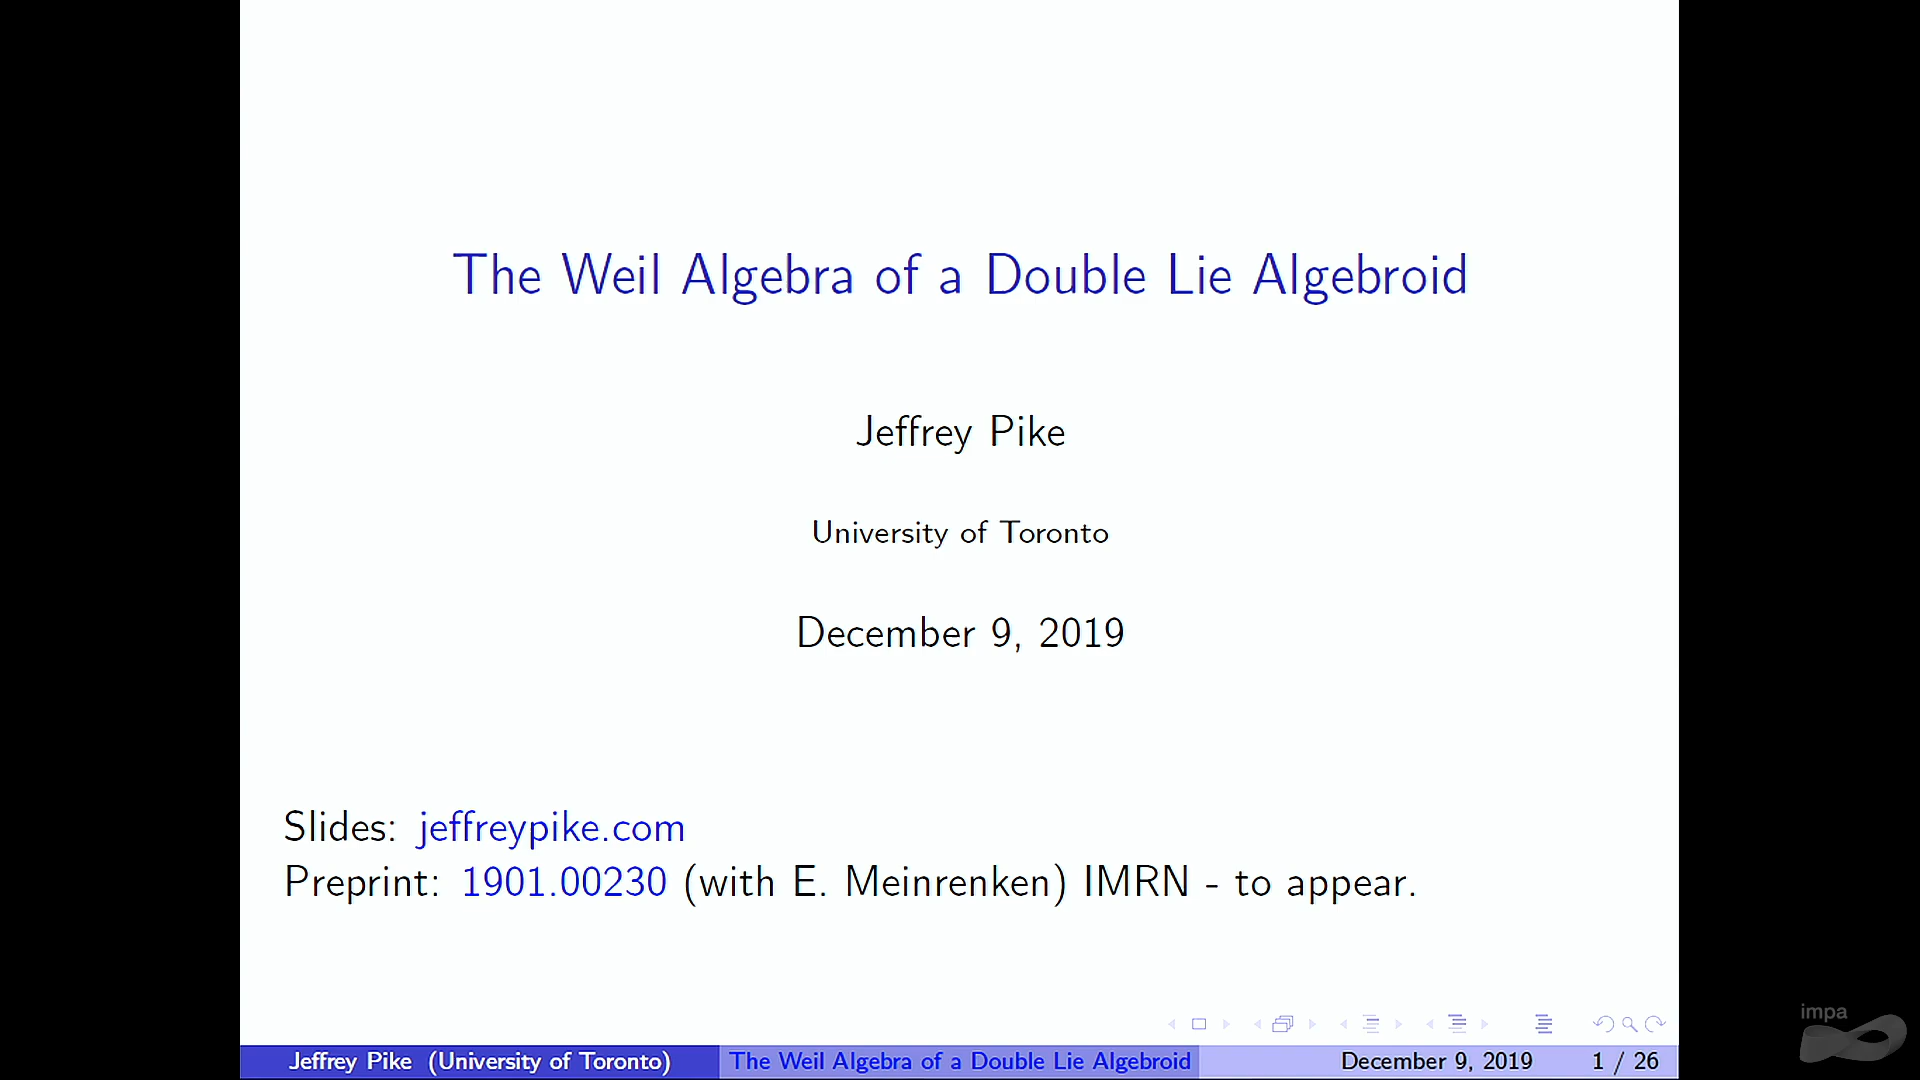 The Weil Algebra of a Double Lie Algebroid
Jeffrey Pike
University of Toronto
December 9, 2019
Slides: jeffreypike.com
Preprint: 1901.00230 (with E. Meinrenken) IMRN - to appear.
impa
Jeffrey Pike (University of Toronto) The Weil Algebra of a Double Lie Algebroid December 9, 2019 1 / 26